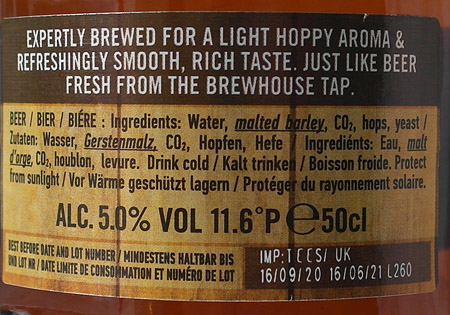 EXPERTLY BREWED FOR A LIGHT HOPPY AROMA &
REFRESHINGLY SMOOTH, RICH TASTE. JUST LIKE BEER
FRESH FROM THE BREWHOUSE TAP.
BEER / BIER / BIÉRE : Ingredients: Water, malted barley, CO₂, hops, yeast /
Zutaten: Wasser, Gerstenmalz, CO₂, Hopfen, Hefe / Ingrediénts: Eau, malt
d'orge, CO₂, houblon, levure. Drink cold / Kalt trinken / Boisson froide. Protect
from sunlight / Vor Wärme geschützt lagern / Protéger du rayonnement solaire.
ALC. 5.0% VOL 11.6°P ℮50cl
BEST BEFORE DATE AND LOT NUMBER / MINDESTENS HALTBAR BIS
UND LOT NR / DATE LIMITE DE CONSOMMATION ET NUMÉRO DE LOT
IMP:TCCS/ UK
16/09/20 16/06/21 L260